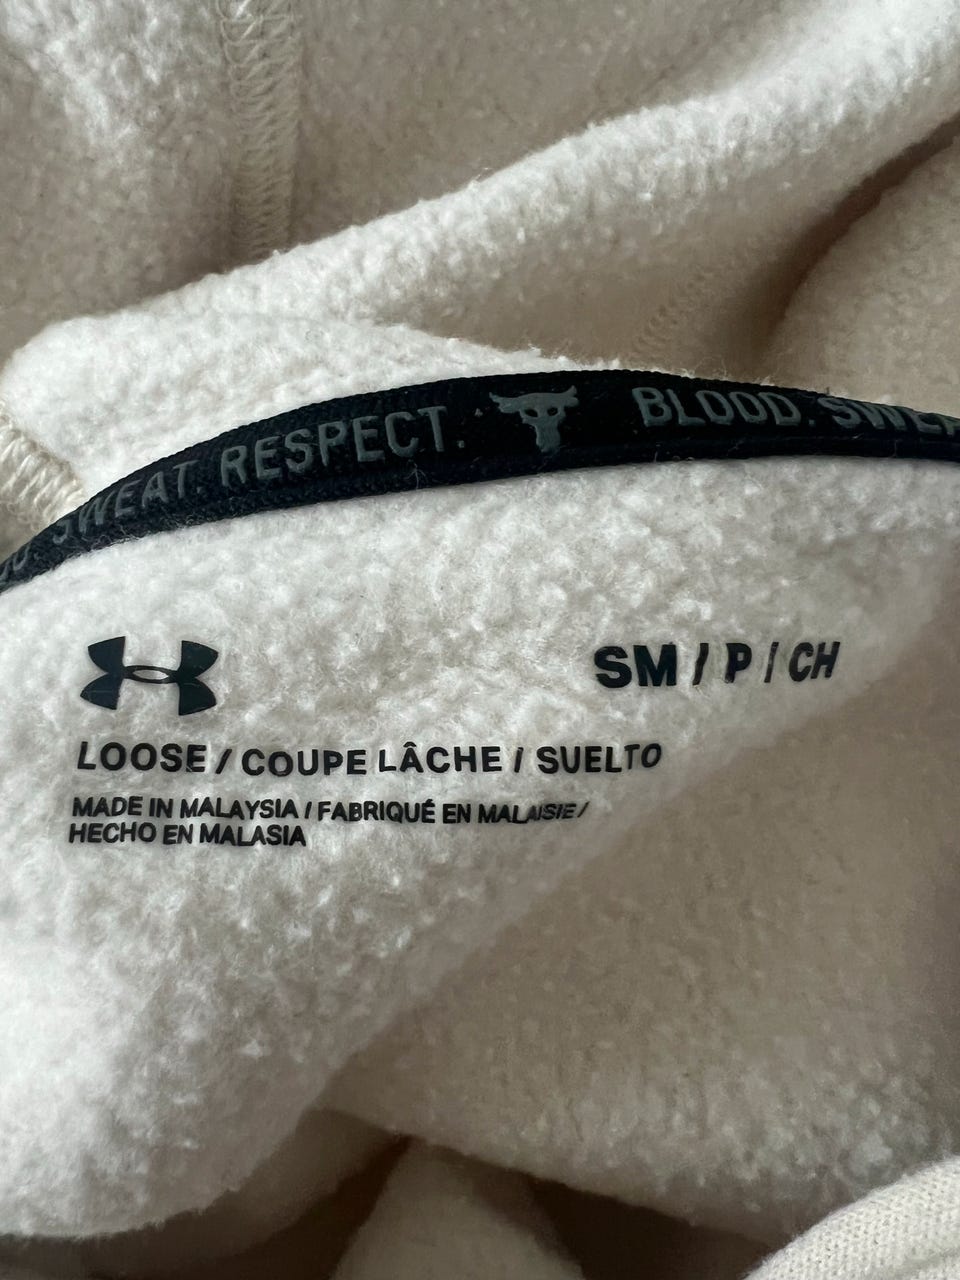 SWEAT. RESPECT. BLOOD.
SM / P / CH
LOOSE / COUPE LÂCHE / SUELTO
MADE IN MALAYSIA / FABRIQUÉ EN MALAISIE /
HECHO EN MALASIA